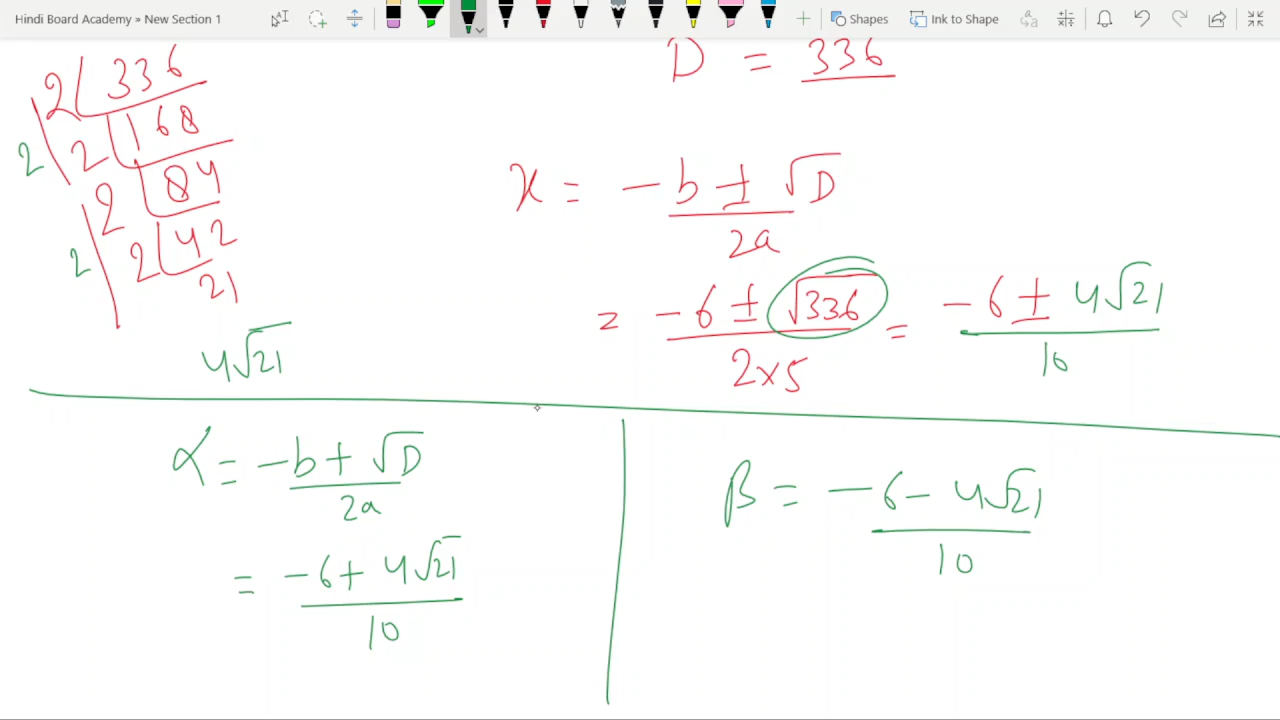 Hindi Board Academy » New Section 1
Shapes
Ink to Shape
2 | 336
2 | 168
2 | 84
2 | 42
21
2
2
4√21
D = 336
x = -b ± √D
2a
= -6 ± √336 = -6 ± 4√21
2×5 10
α = -b + √D
2a
= -6 + 4√21
10
β = -6 - 4√21
10